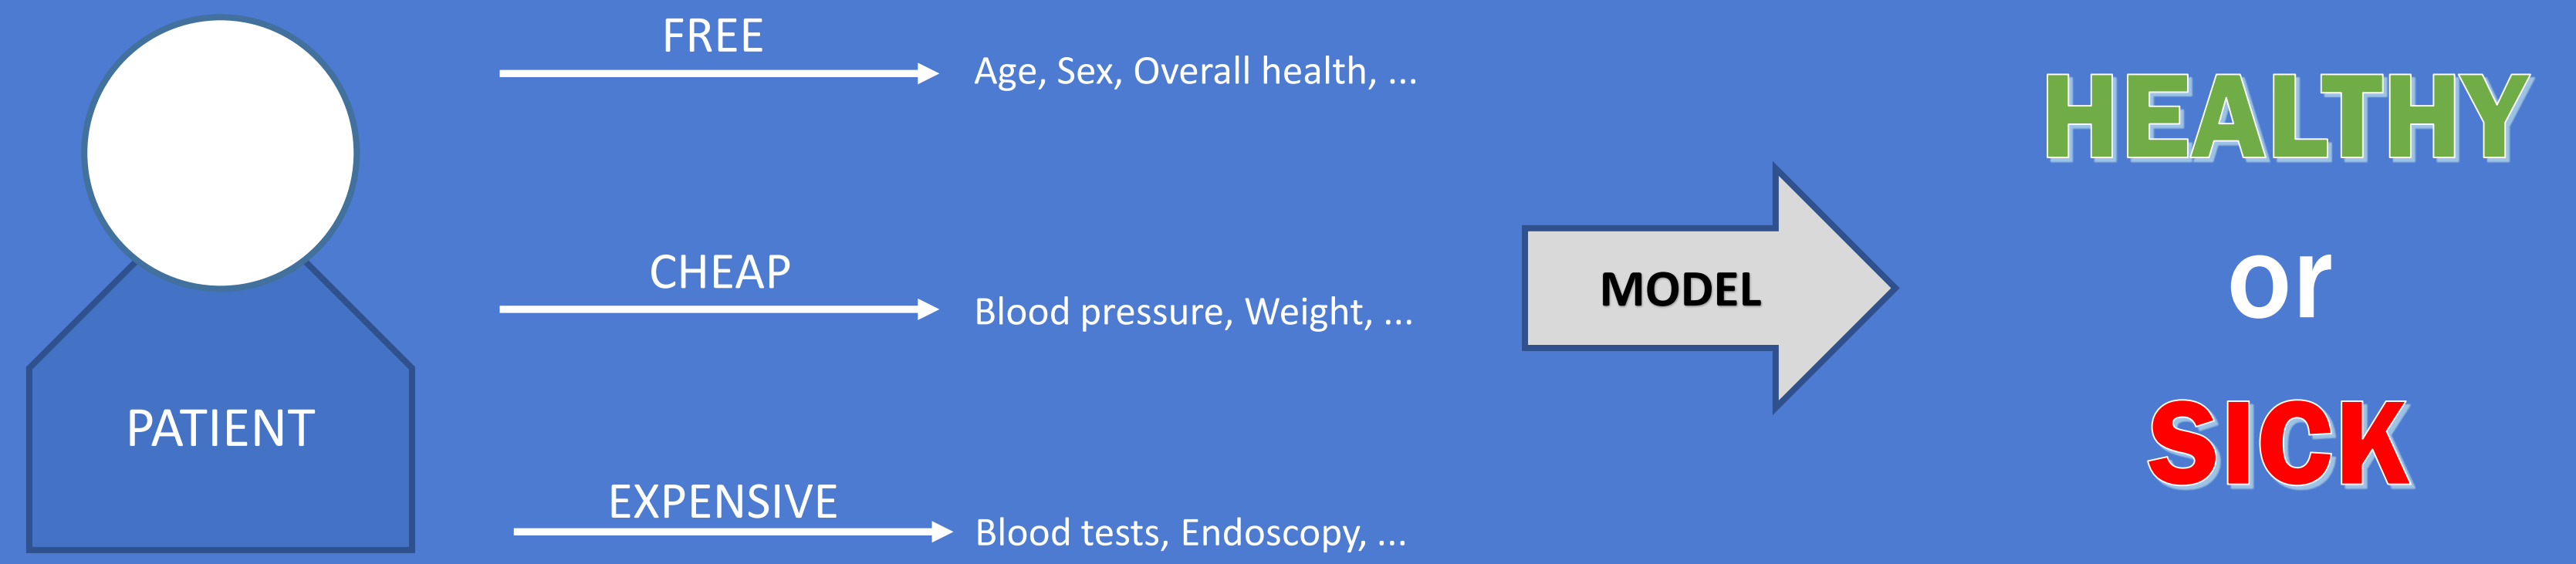 FREE
Age, Sex, Overall health, ...
HEALTHY
CHEAP
Blood pressure, Weight, ...
MODEL
or
PATIENT
EXPENSIVE
Blood tests, Endoscopy, ...
SICK